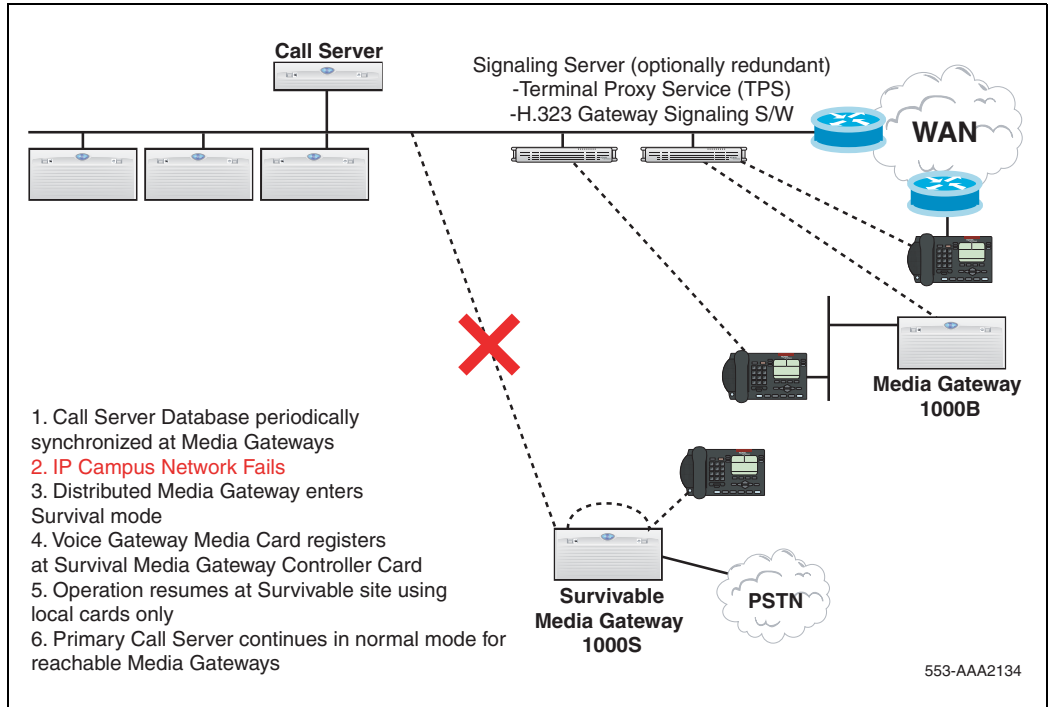 Call Server
Signaling Server (optionally redundant)
-Terminal Proxy Service (TPS)
-H.323 Gateway Signaling S/W
WAN
Media Gateway
1000B
1. Call Server Database periodically
synchronized at Media Gateways
2. IP Campus Network Fails
3. Distributed Media Gateway enters
Survival mode
4. Voice Gateway Media Card registers
at Survival Media Gateway Controller Card
5. Operation resumes at Survivable site using
local cards only
6. Primary Call Server continues in normal mode for
reachable Media Gateways
Survivable
Media Gateway
1000S
PSTN
553-AAA2134